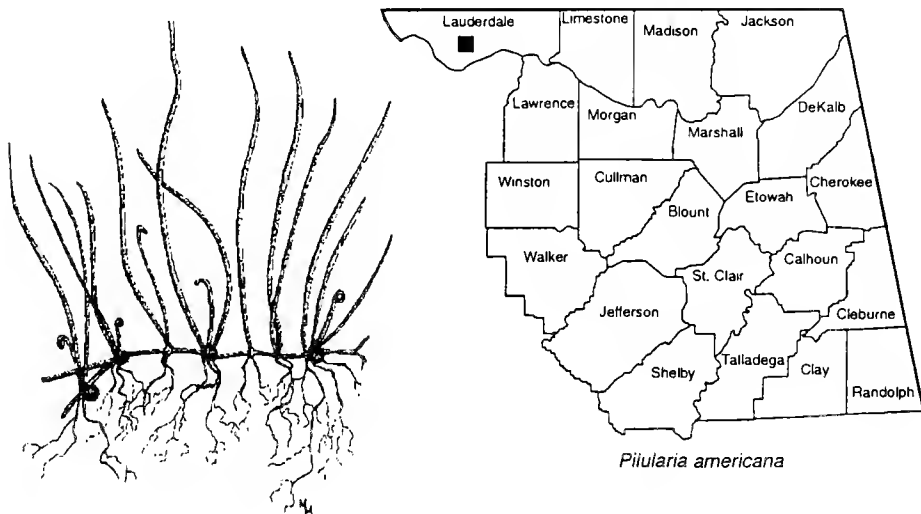 Lauderdale
Limestone
Madison
Jackson
Lawrence
Morgan
Marshall
DeKalb
Winston
Cullman
Blount
Etowah
Cherokee
Walker
Jefferson
St. Clair
Calhoun
Cleburne
Shelby
Talladega
Clay
Randolph
Pilularia americana